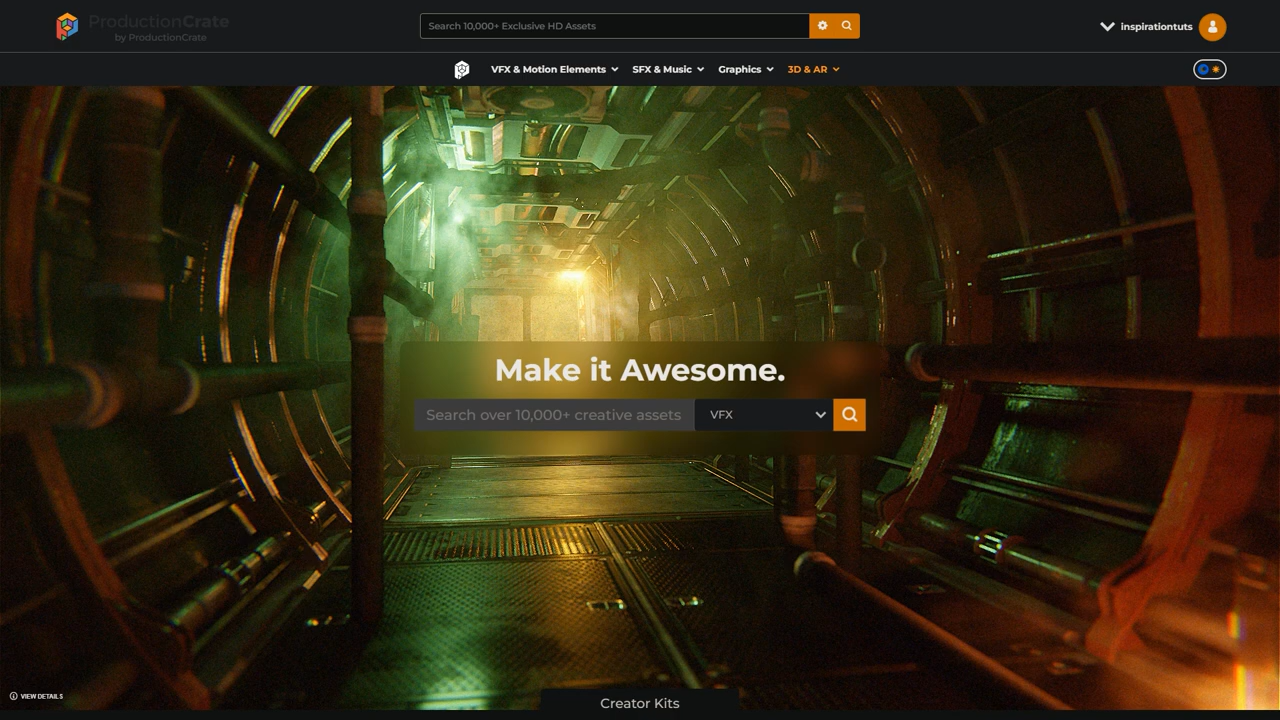 ProductionCrate
by ProductionCrate
Search 10,000+ Exclusive HD Assets
inspirationtuts
VFX & Motion Elements
SFX & Music
Graphics
3D & AR
Make it Awesome.
Search over 10,000+ creative assets
VFX
VIEW DETAILS
Creator Kits